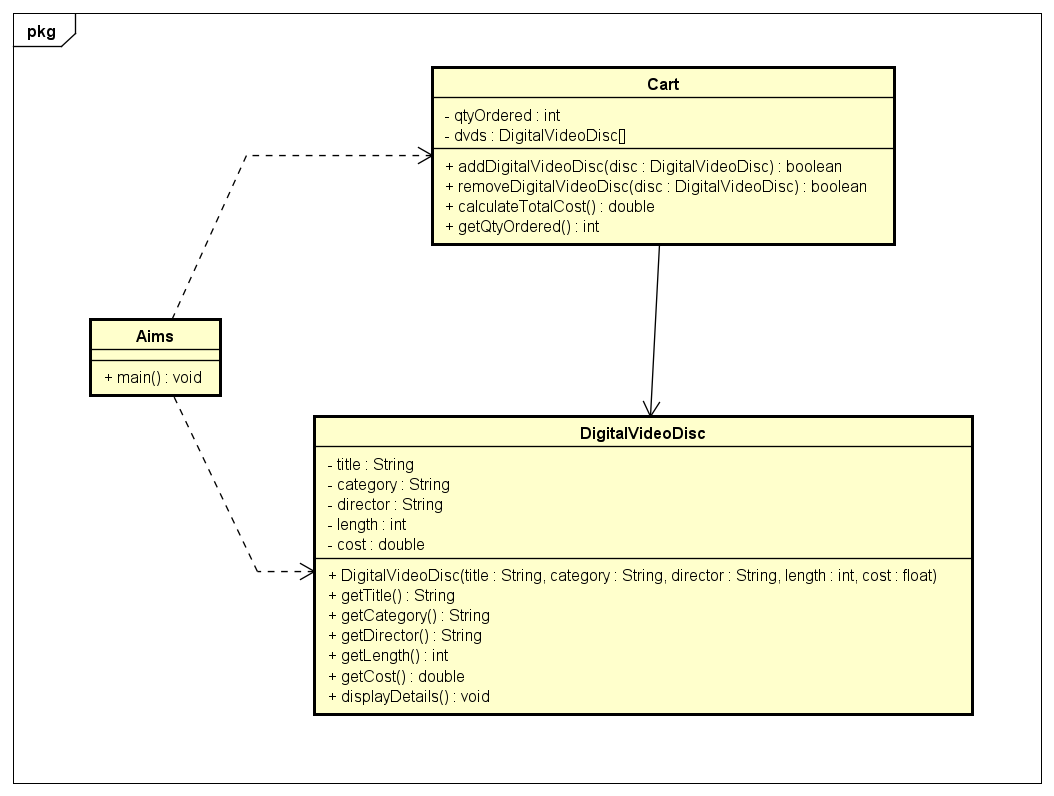 pkg
Cart
- qtyOrdered : int
- dvds : DigitalVideoDisc[]
+ addDigitalVideoDisc(disc : DigitalVideoDisc) : boolean
+ removeDigitalVideoDisc(disc : DigitalVideoDisc) : boolean
+ calculateTotalCost() : double
+ getQtyOrdered() : int
Aims
+ main() : void
DigitalVideoDisc
- title : String
- category : String
- director : String
- length : int
- cost : double
+ DigitalVideoDisc(title : String, category : String, director : String, length : int, cost : float)
+ getTitle() : String
+ getCategory() : String
+ getDirector() : String
+ getLength() : int
+ getCost() : double
+ displayDetails() : void